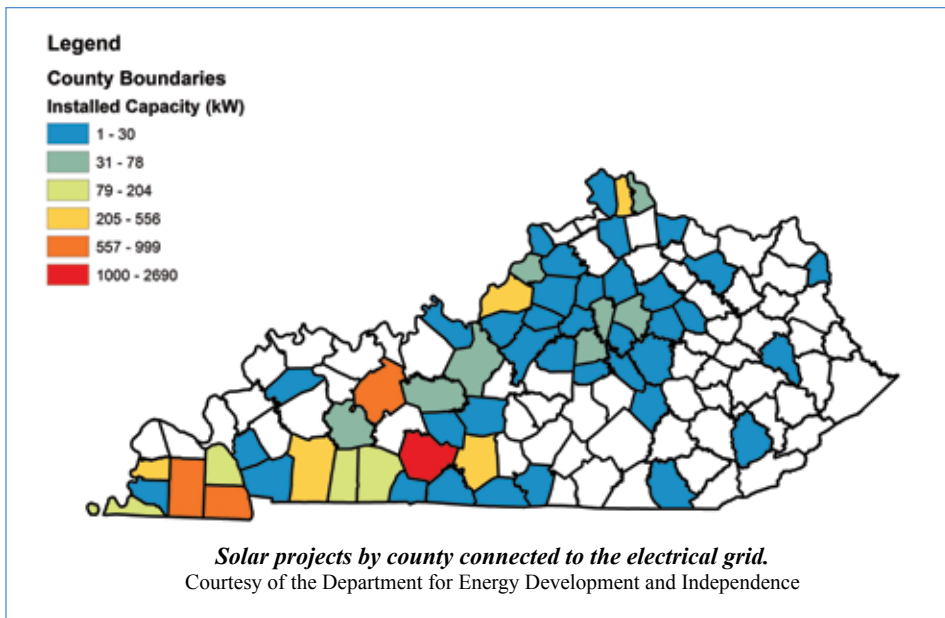 Legend
County Boundaries
Installed Capacity (kW)
1 - 30
31 - 78
79 - 204
205 - 556
557 - 999
1000 - 2690
Solar projects by county connected to the electrical grid.
Courtesy of the Department for Energy Development and Independence